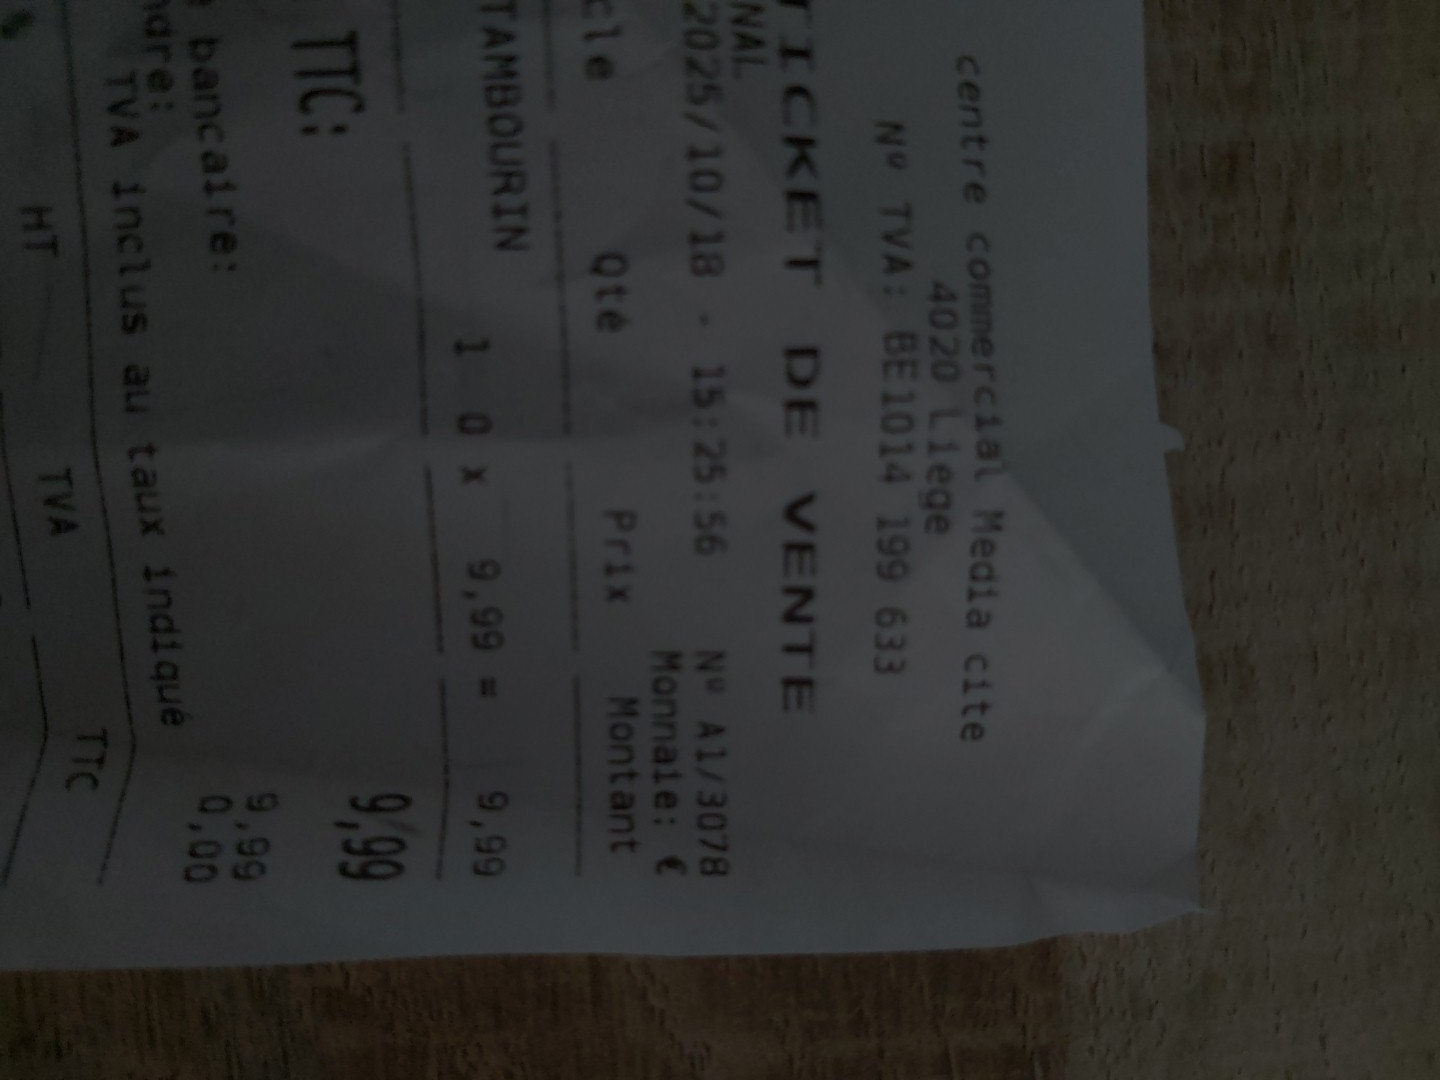 centre commercial Media cite
4020 Liege
Nº TVA: BE1014 199 633
TICKET DE VENTE
NAL
2025/10/18 - 15:25:56 Nº A1/3078
Monnaie: €
cle Qté Prix Montant
TAMBOURIN
1 0 x 9,99 = 9,99
TTC: 9,99
bancaire: 9,99
ndre: 0,00
TVA inclus au taux indiqué
HT TVA TTC